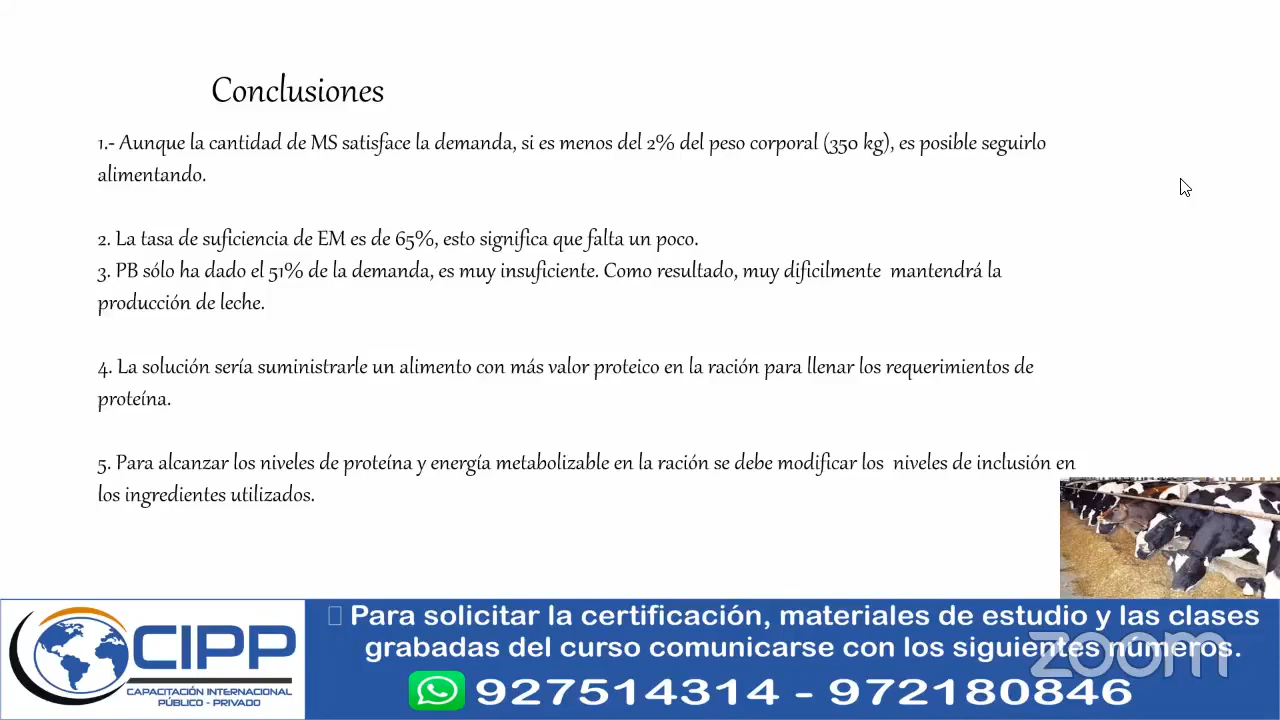 Conclusiones
1.- Aunque la cantidad de MS satisface la demanda, si es menos del 2% del peso corporal (350 kg), es posible seguirlo
alimentando.
2. La tasa de suficiencia de EM es de 65%, esto significa que falta un poco.
3. PB sólo ha dado el 51% de la demanda, es muy insuficiente. Como resultado, muy dificilmente mantendrá la
producción de leche.
4. La solución sería suministrarle un alimento con más valor proteico en la ración para llenar los requerimientos de
proteína.
5. Para alcanzar los niveles de proteína y energía metabolizable en la ración se debe modificar los niveles de inclusión en
los ingredientes utilizados.
CIPP
CAPACITACIÓN INTERNACIONAL
PÚBLICO - PRIVADO
Para solicitar la certificación, materiales de estudio y las clases
grabadas del curso comunicarse con los siguientes números.
927514314 - 972180846
zoom